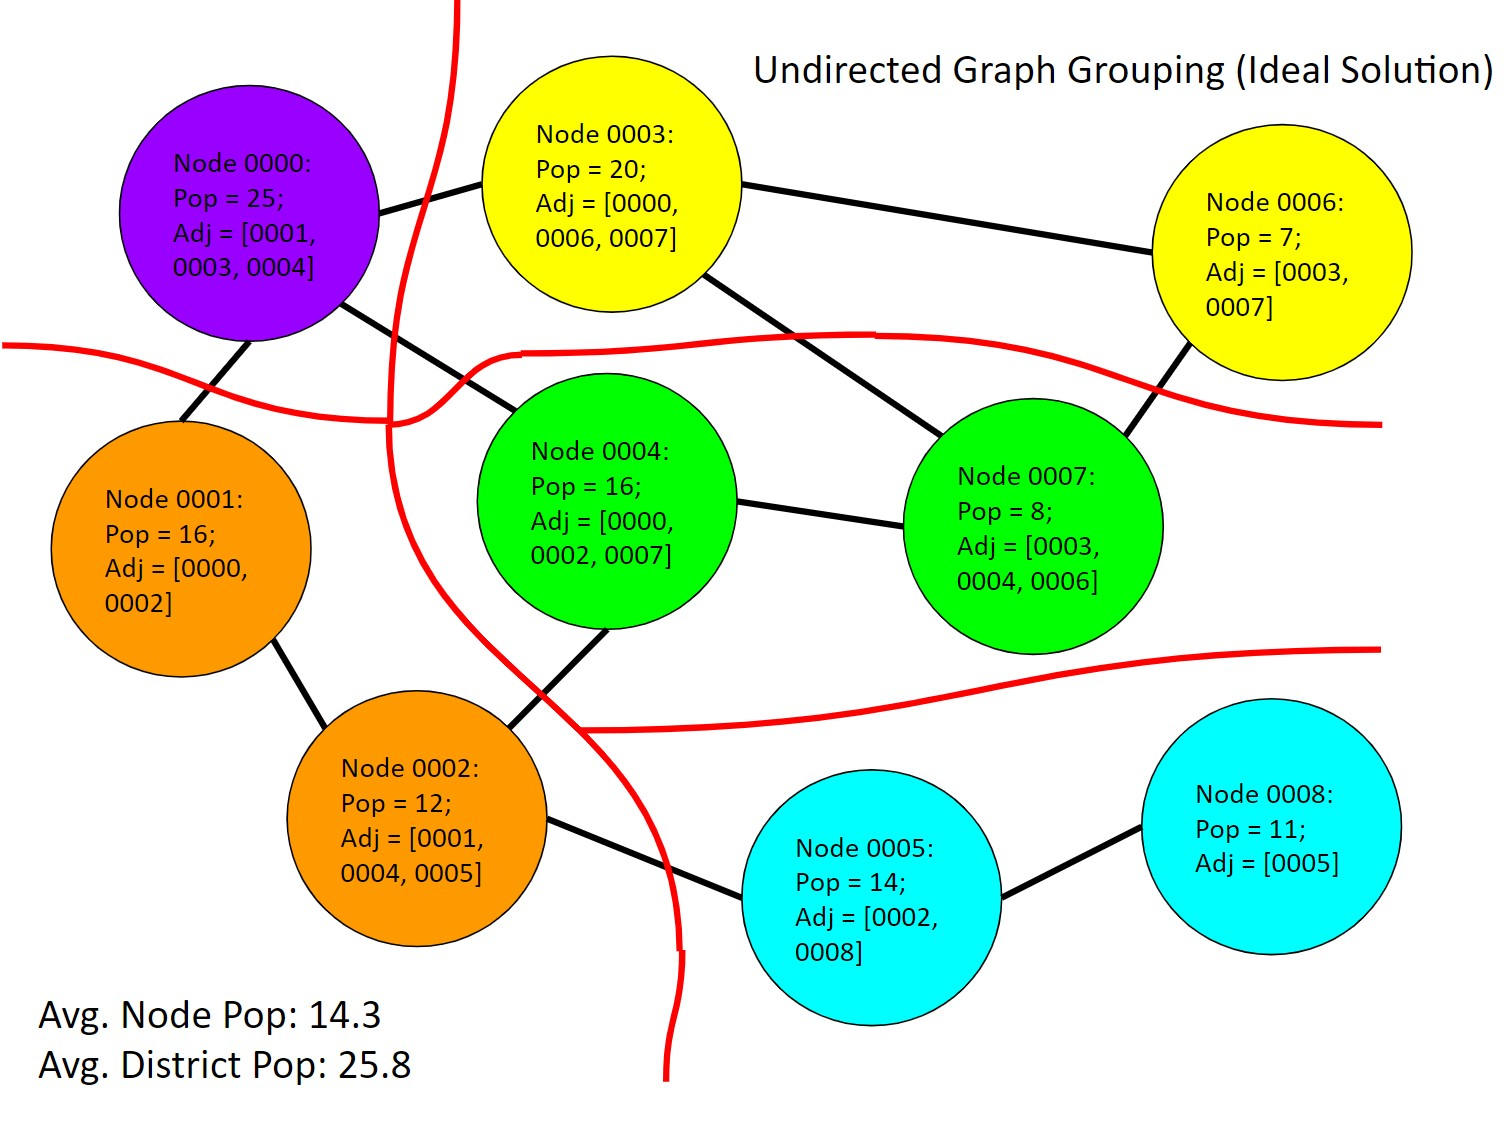 Undirected Graph Grouping (Ideal Solution)
Node 0000:
Pop = 25;
Adj = [0001,
0003, 0004]
Node 0003:
Pop = 20;
Adj = [0000,
0006, 0007]
Node 0006:
Pop = 7;
Adj = [0003,
0007]
Node 0001:
Pop = 16;
Adj = [0000,
0002]
Node 0004:
Pop = 16;
Adj = [0000,
0002, 0007]
Node 0007:
Pop = 8;
Adj = [0003,
0004, 0006]
Node 0002:
Pop = 12;
Adj = [0001,
0004, 0005]
Node 0005:
Pop = 14;
Adj = [0002,
0008]
Node 0008:
Pop = 11;
Adj = [0005]
Avg. Node Pop: 14.3
Avg. District Pop: 25.8